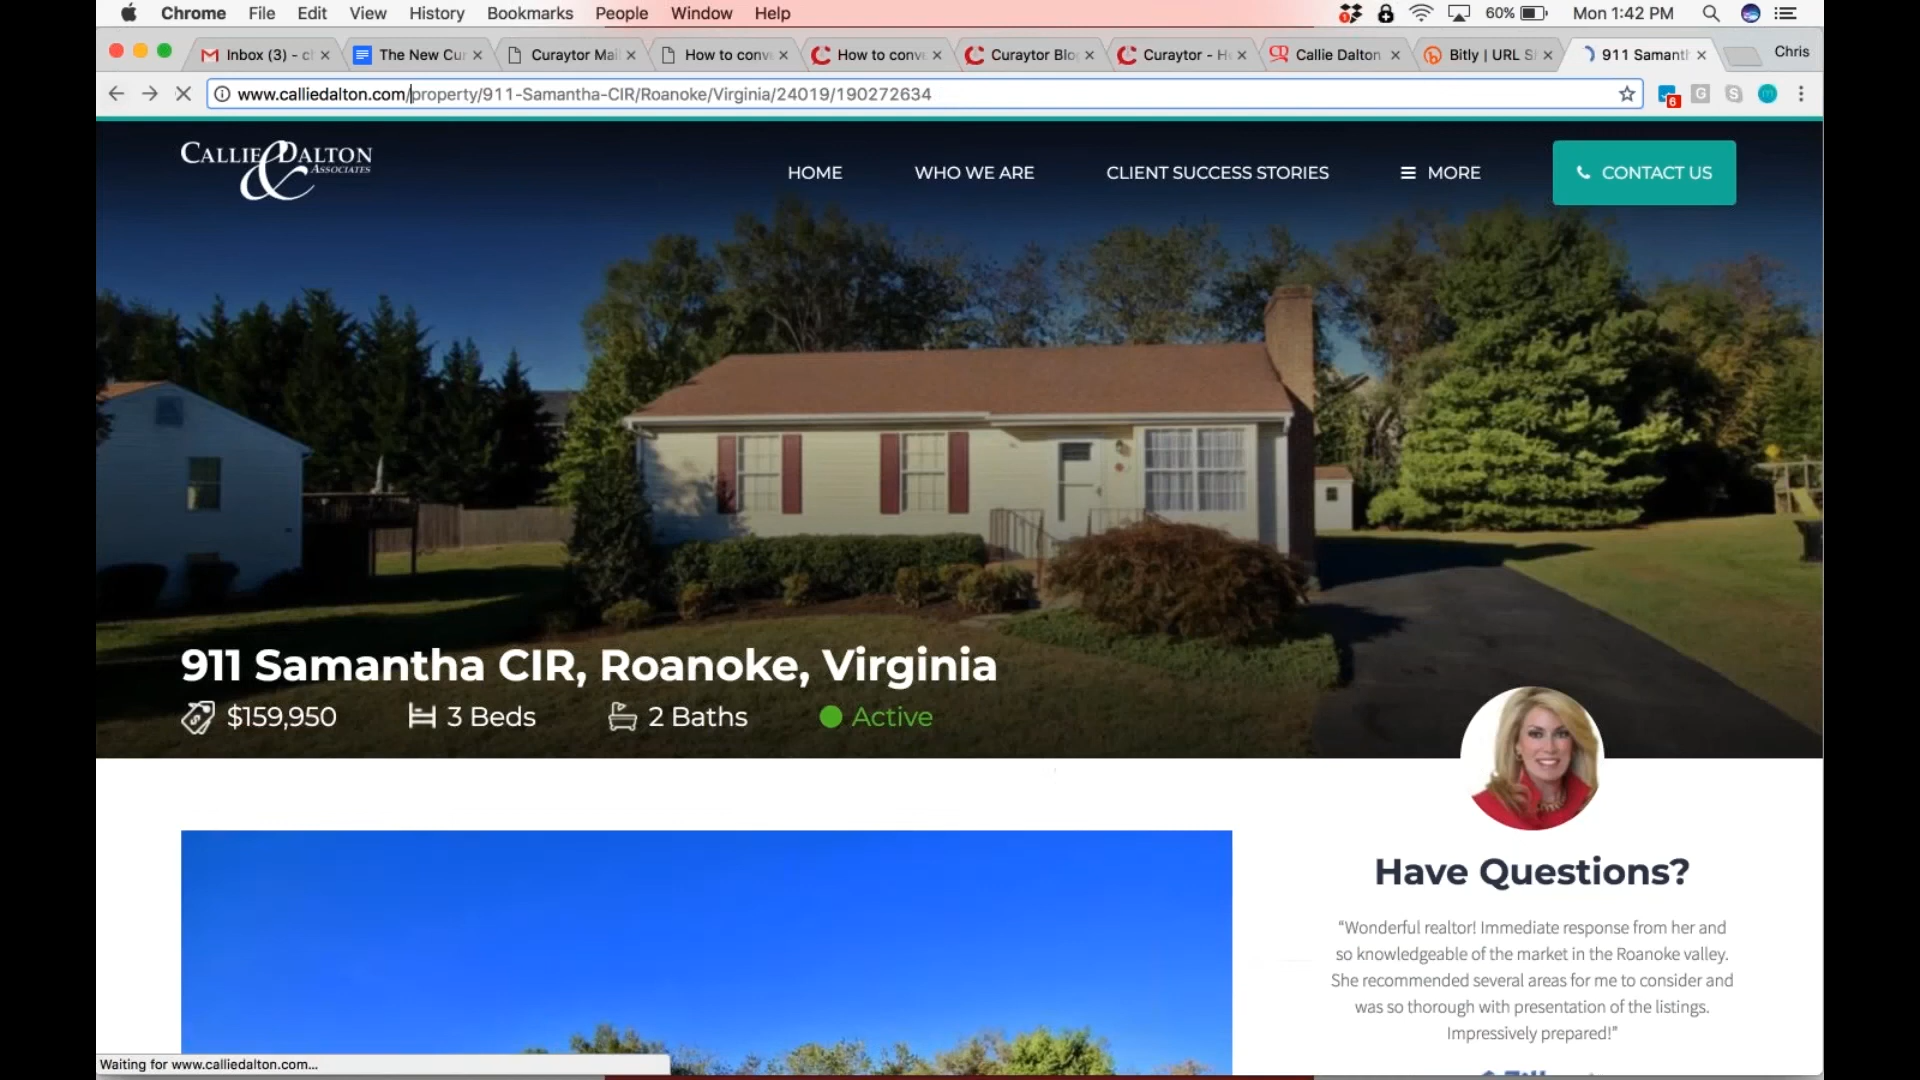 Chrome File Edit View History Bookmarks People Window Help 60% Mon 1:42 PM
Inbox (3) - c The New Cur Curaytor Mai How to conv How to conv Curaytor Blo Curaytor - H Callie Dalton Bitly | URL S 911 Samant Chris
www.calliedalton.com/property/911-Samantha-CIR/Roanoke/Virginia/24019/190272634
6 G S m
CALLIE DALTON
& ASSOCIATES
HOME WHO WE ARE CLIENT SUCCESS STORIES MORE CONTACT US
911 Samantha CIR, Roanoke, Virginia
$159,950 3 Beds 2 Baths Active
Have Questions?
“Wonderful realtor! Immediate response from her and
so knowledgeable of the market in the Roanoke valley.
She recommended several areas for me to consider and
was so thorough with presentation of the listings.
Impressively prepared!”
Waiting for www.calliedalton.com...